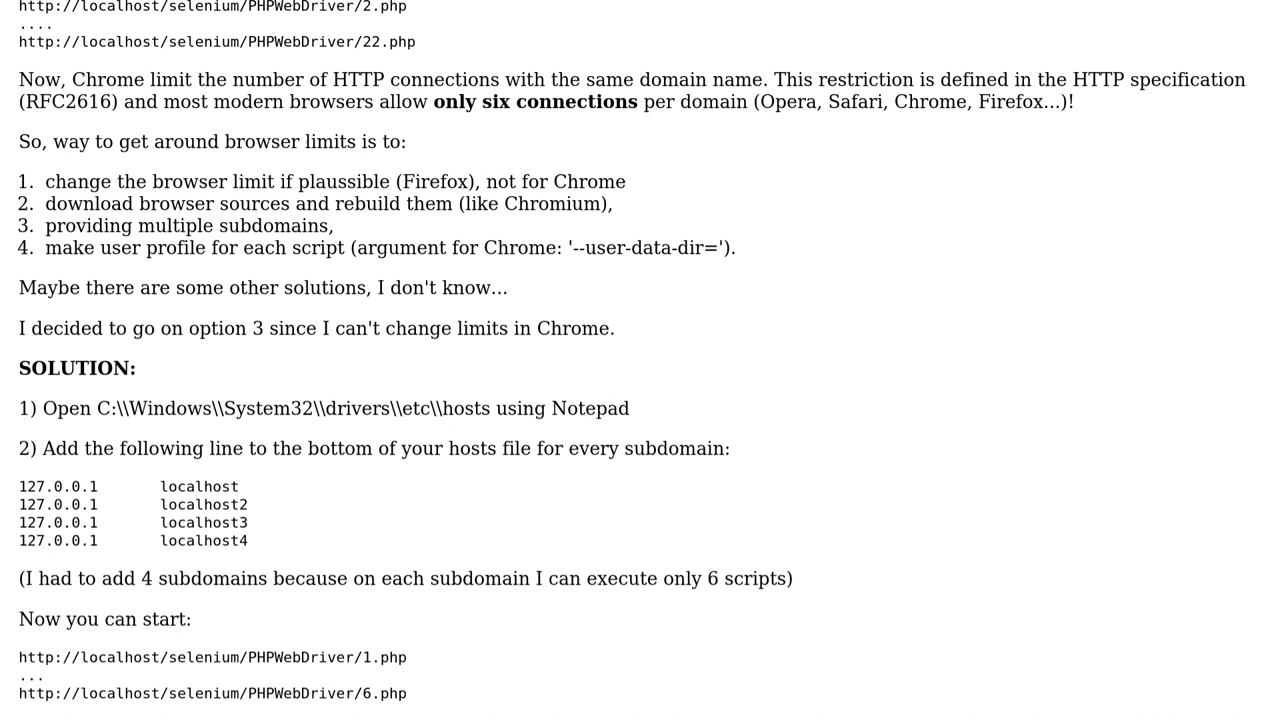 http://localhost/selenium/PHPWebDriver/2.php
....
http://localhost/selenium/PHPWebDriver/22.php
Now, Chrome limit the number of HTTP connections with the same domain name. This restriction is defined in the HTTP specification
(RFC2616) and most modern browsers allow only six connections per domain (Opera, Safari, Chrome, Firefox...)!
So, way to get around browser limits is to:
1. change the browser limit if plaussible (Firefox), not for Chrome
2. download browser sources and rebuild them (like Chromium),
3. providing multiple subdomains,
4. make user profile for each script (argument for Chrome: '--user-data-dir=').
Maybe there are some other solutions, I don't know...
I decided to go on option 3 since I can't change limits in Chrome.
SOLUTION:
1) Open C:\\Windows\\System32\\drivers\\etc\\hosts using Notepad
2) Add the following line to the bottom of your hosts file for every subdomain:
127.0.0.1       localhost
127.0.0.1       localhost2
127.0.0.1       localhost3
127.0.0.1       localhost4
(I had to add 4 subdomains because on each subdomain I can execute only 6 scripts)
Now you can start:
http://localhost/selenium/PHPWebDriver/1.php
...
http://localhost/selenium/PHPWebDriver/6.php